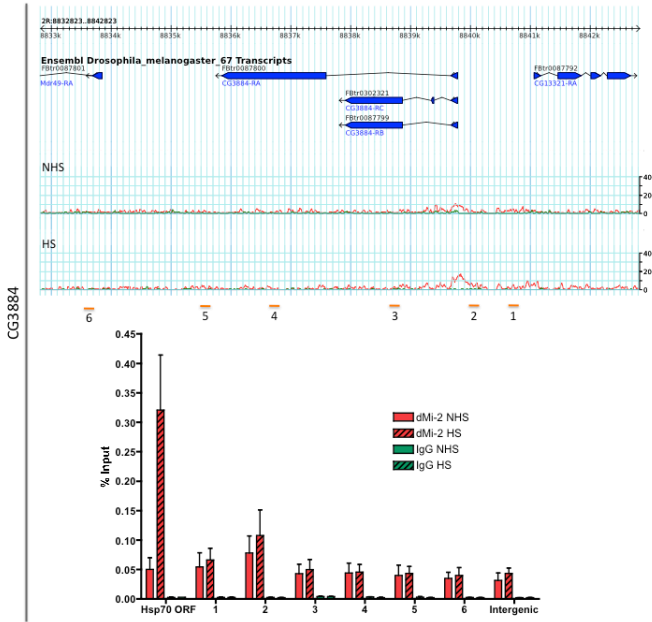 2R:8832823..8842823
8833k 8834k 8835k 8836k 8837k 8838k 8839k 8840k 8841k 8842k
Ensembl Drosophila_melanogaster_67 Transcripts
FBtr0087801 FBtr0087800 FBtr0087792
Mdr49-RA CG3884-RA CG13321-RA
FBtr0302321
CG3884-RC
FBtr0087799
CG3884-RB
NHS
40
20
0
HS
40
20
0
6 5 4 3 2 1
CG3884
0.45
0.40
0.35
0.30
0.25
0.20
0.15
0.10
0.05
0.00
% Input
dMi-2 NHS
dMi-2 HS
IgG NHS
IgG HS
Hsp70 ORF 1 2 3 4 5 6 Intergenic